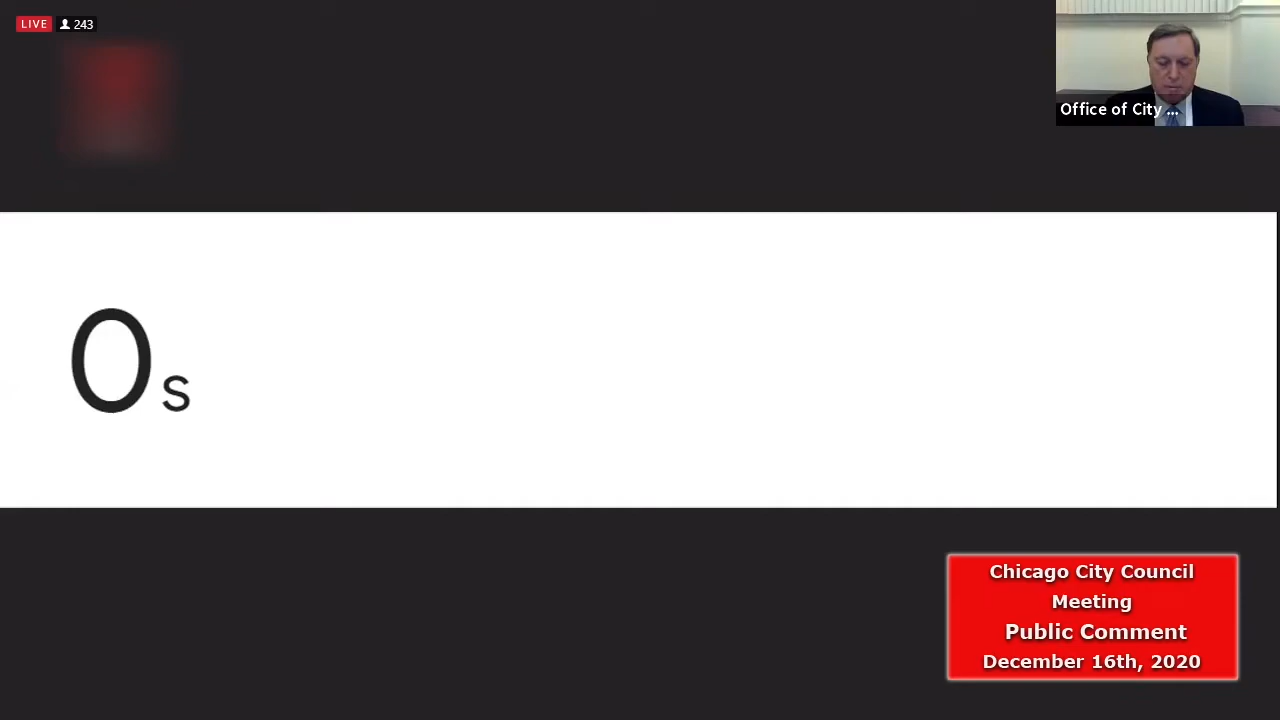 LIVE 243
Office of City ...
0s
Chicago City Council
Meeting
Public Comment
December 16th, 2020